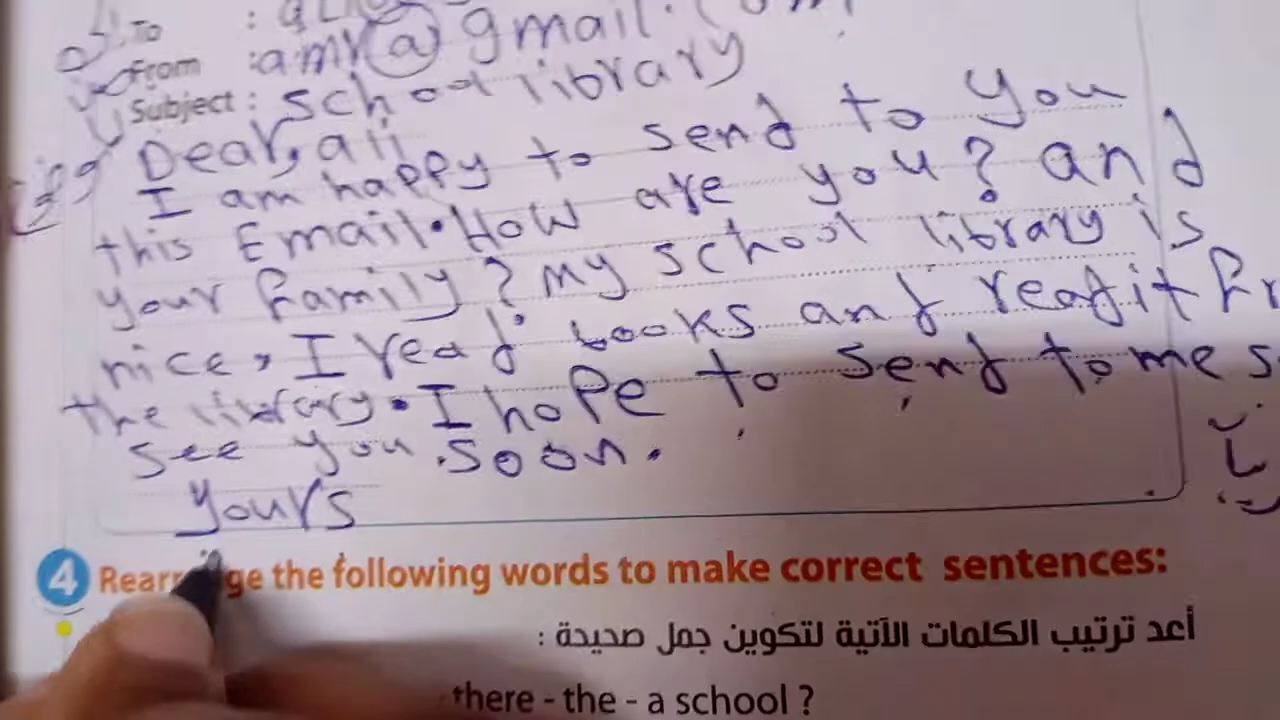 To :
From : amr@gmail.com
Subject : school library
Dear, ali
I am happy to send to you
this Email. How are you? and
your family? my school library is
nice, I read books and read it
the library. I hope to send to me
see you soon.
yours
4 Rearrange the following words to make correct sentences:
أعد ترتيب الكلمات الآتية لتكوين جمل صحيحة :
there - the - a school ?